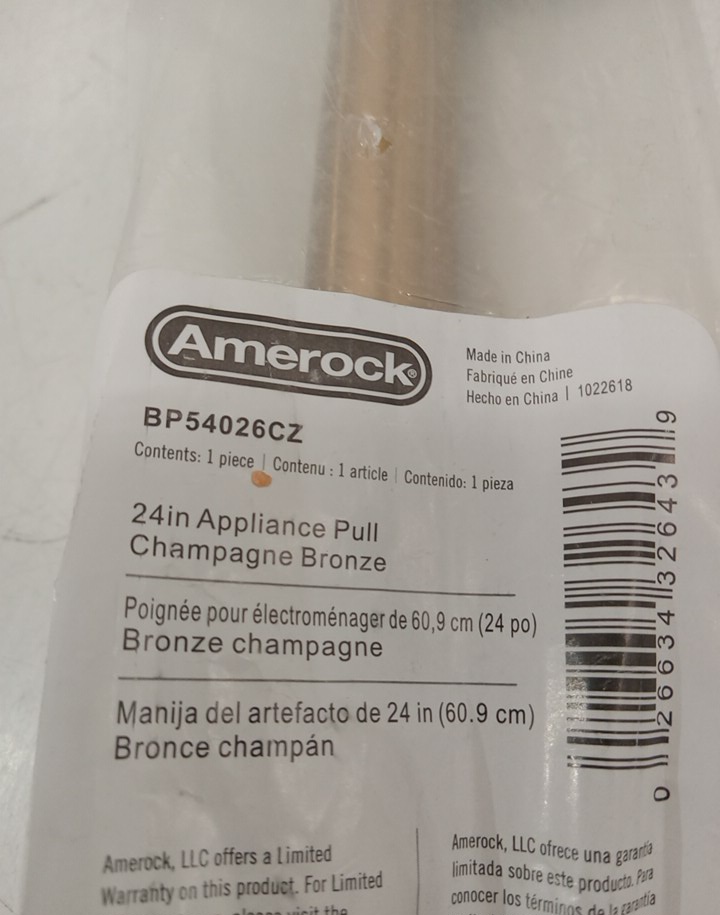 Amerock®
Made in China
Fabriqué en Chine
Hecho en China | 1022618
BP54026CZ
Contents: 1 piece | Contenu : 1 article | Contenido: 1 pieza
24in Appliance Pull
Champagne Bronze
Poignée pour électroménager de 60,9 cm (24 po)
Bronze champagne
Manija del artefacto de 24 in (60.9 cm)
Bronce champán
0 26634 32643 9
Amerock, LLC offers a Limited
Warranty on this product. For Limited
please visit the
Amerock, LLC ofrece una garantía
limitada sobre este producto. Para
conocer los términos de la garantía